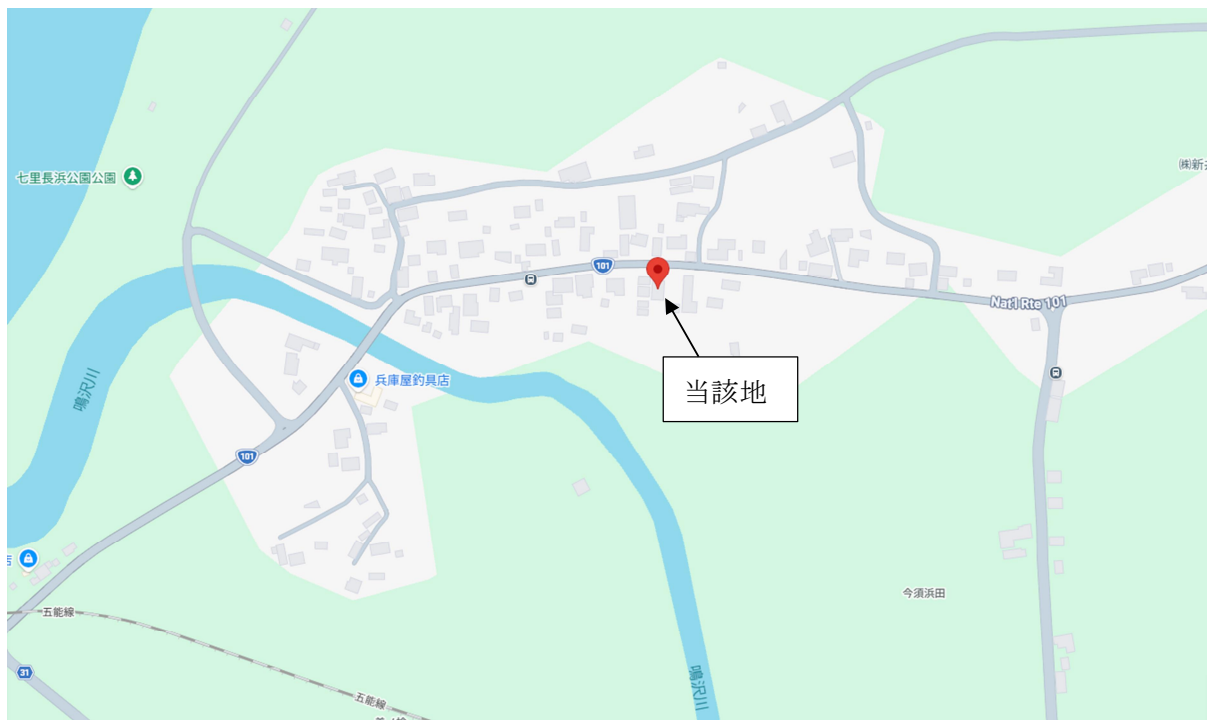 七里長浜公園公園
㈱新井
101
Nat'l Rte 101
鳴沢川
兵庫屋釣具店
当該地
101
店
今須浜田
五能線
31
五能線
鳴沢川